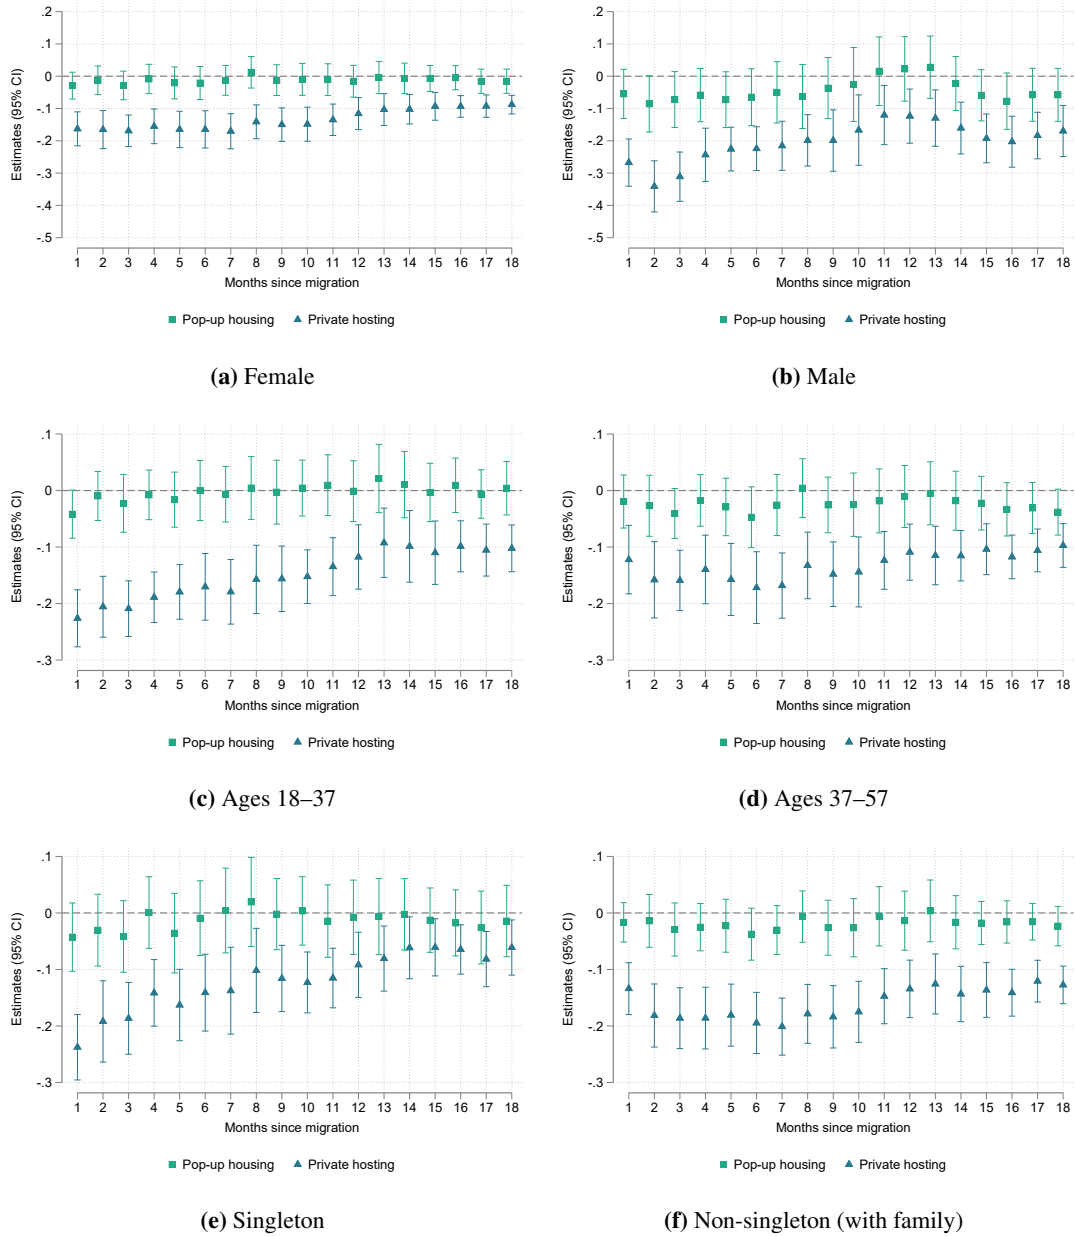 .2
.1
0
-.1
-.2
-.3
-.4
-.5
Estimates (95% CI)
1 2 3 4 5 6 7 8 9 10 11 12 13 14 15 16 17 18
Months since migration
Pop-up housing Private hosting
(a) Female
.2
.1
0
-.1
-.2
-.3
-.4
-.5
Estimates (95% CI)
1 2 3 4 5 6 7 8 9 10 11 12 13 14 15 16 17 18
Months since migration
Pop-up housing Private hosting
(b) Male
.1
0
-.1
-.2
-.3
Estimates (95% CI)
1 2 3 4 5 6 7 8 9 10 11 12 13 14 15 16 17 18
Months since migration
Pop-up housing Private hosting
(c) Ages 18–37
.1
0
-.1
-.2
-.3
Estimates (95% CI)
1 2 3 4 5 6 7 8 9 10 11 12 13 14 15 16 17 18
Months since migration
Pop-up housing Private hosting
(d) Ages 37–57
.1
0
-.1
-.2
-.3
Estimates (95% CI)
1 2 3 4 5 6 7 8 9 10 11 12 13 14 15 16 17 18
Months since migration
Pop-up housing Private hosting
(e) Singleton
.1
0
-.1
-.2
-.3
Estimates (95% CI)
1 2 3 4 5 6 7 8 9 10 11 12 13 14 15 16 17 18
Months since migration
Pop-up housing Private hosting
(f) Non-singleton (with family)